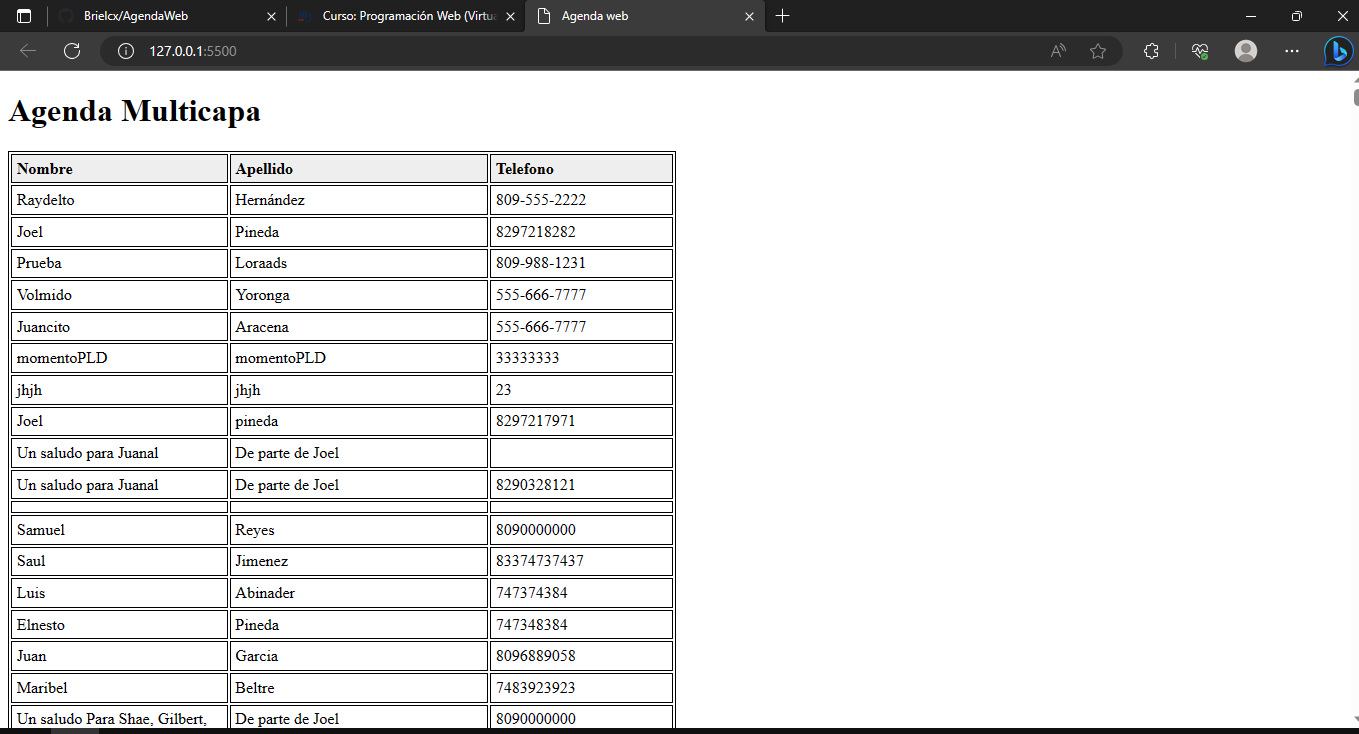 Brielcx/AgendaWeb
Curso: Programación Web (Virtua
Agenda web
127.0.0.1:5500
Agenda Multicapa
Nombre Apellido Telefono
Raydelto Hernández 809-555-2222
Joel Pineda 8297218282
Prueba Loraads 809-988-1231
Volmido Yoronga 555-666-7777
Juancito Aracena 555-666-7777
momentoPLD momentoPLD 33333333
jhjh jhjh 23
Joel pineda 8297217971
Un saludo para Juanal De parte de Joel
Un saludo para Juanal De parte de Joel 8290328121
Samuel Reyes 8090000000
Saul Jimenez 83374737437
Luis Abinader 747374384
Elnesto Pineda 747348384
Juan Garcia 8096889058
Maribel Beltre 7483923923
Un saludo Para Shae, Gilbert, De parte de Joel 8090000000